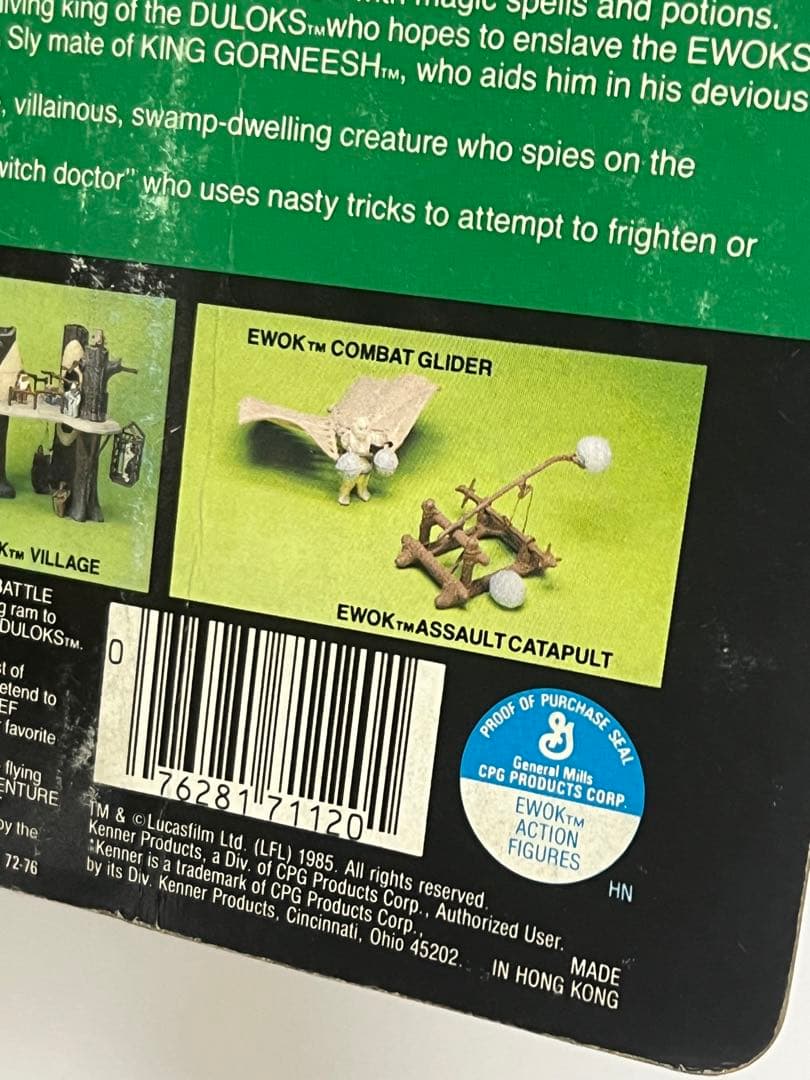 magic spells and potions.
king of the DULOKS™ who hopes to enslave the EWOKS
Sly mate of KING GORNEESH™, who aids him in his devious
, villainous, swamp-dwelling creature who spies on the
witch doctor" who uses nasty tricks to attempt to frighten or
EWOK™ COMBAT GLIDER
K™ VILLAGE
EWOK™ ASSAULT CATAPULT
BATTLE
g ram to
DULOKS™.
st of
etend to
EF
favorite
flying
ENTURE
by the
72-76
0
76281 71120
PROOF OF PURCHASE SEAL
General Mills
CPG PRODUCTS CORP.
EWOK™
ACTION
FIGURES
HN
TM & ©Lucasfilm Ltd. (LFL) 1985. All rights reserved.
Kenner Products, a Div. of CPG Products Corp., Authorized User.
*Kenner is a trademark of CPG Products Corp.,
by its Div. Kenner Products, Cincinnati, Ohio 45202.
MADE
IN HONG KONG